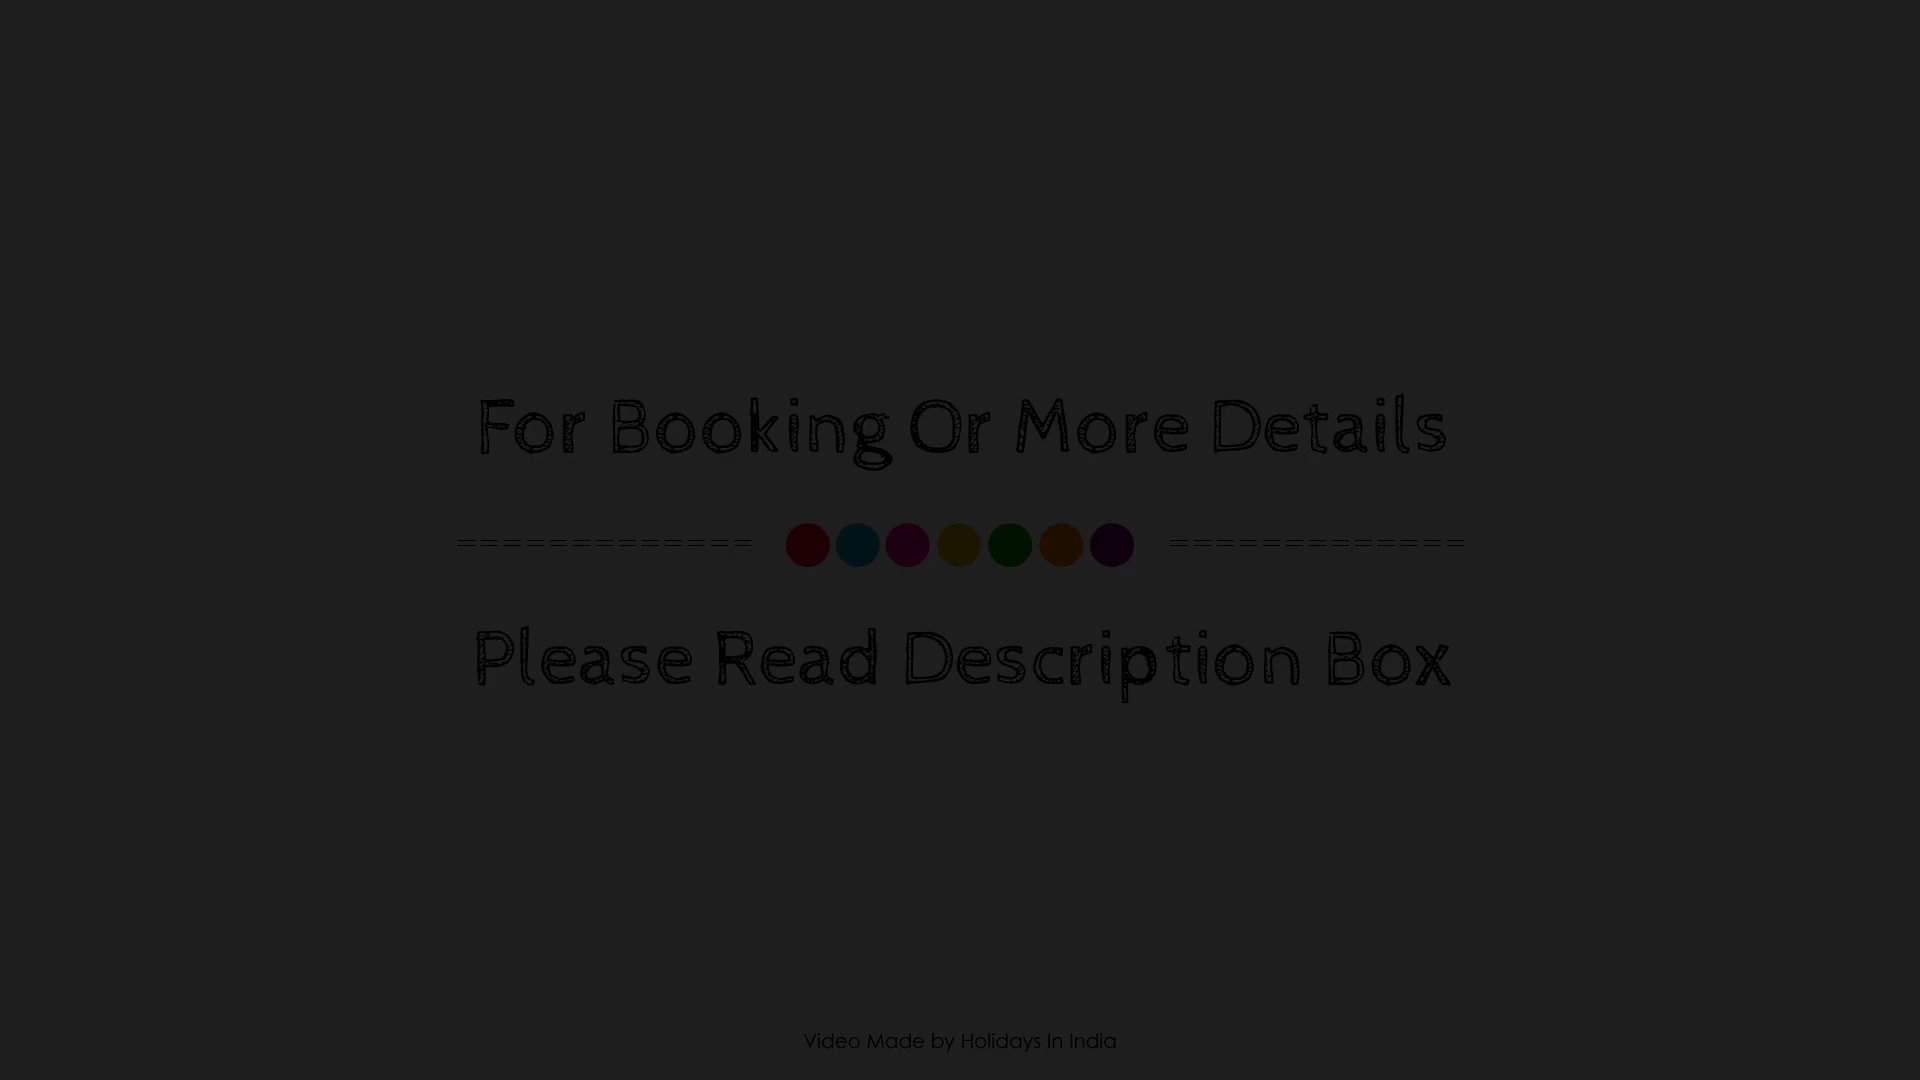 For Booking Or More Details
============= =============
Please Read Description Box
Video Made by Holidays In India